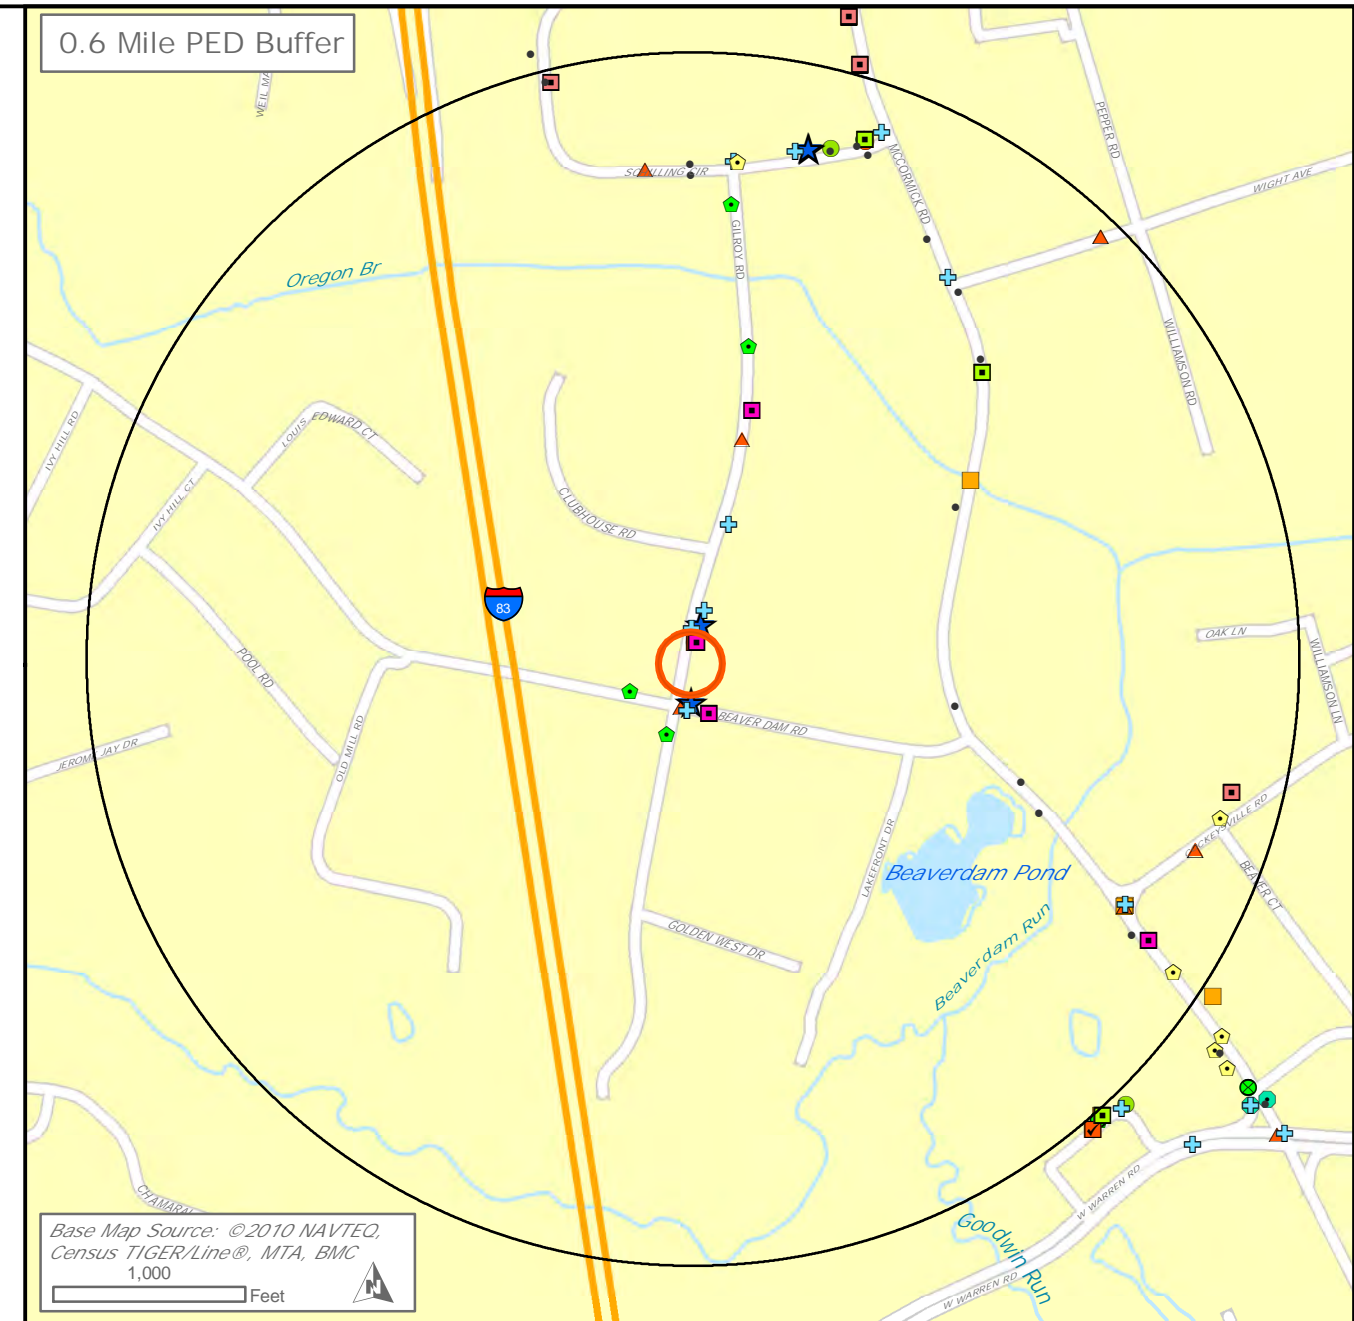 0.6 Mile PED Buffer
PEPPER RD
MCCORMICK RD
WIGHT AVE
GILROY RD
Oregon Br
WILLIAMSON RD
IVY HILL RD
LOUIS EDWARD CT
IVY HILL CT
CLUBHOUSE RD
83
OAK LN
WILLIAMSON LN
POOL RD
OLD MILL RD
BEAVER DAM RD
JEROME JAY DR
LAKEFRONT DR
Beaverdam Pond
BEAVER CT
GOLDEN WEST DR
Beaverdam Run
W WARREN RD
Goodwin Run
W WARREN RD
Base Map Source: ©2010 NAVTEQ,
Census TIGER/Line®, MTA, BMC
1,000
Feet
N